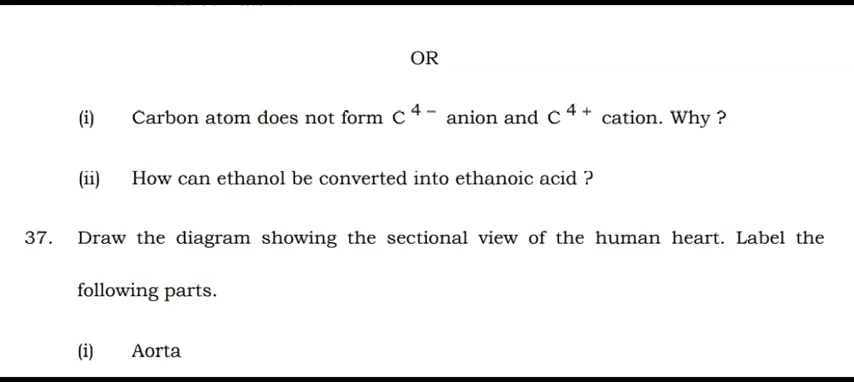 OR
(i) Carbon atom does not form C 4 – anion and C 4 + cation. Why ?
(ii) How can ethanol be converted into ethanoic acid ?
37. Draw the diagram showing the sectional view of the human heart. Label the
following parts.
(i) Aorta